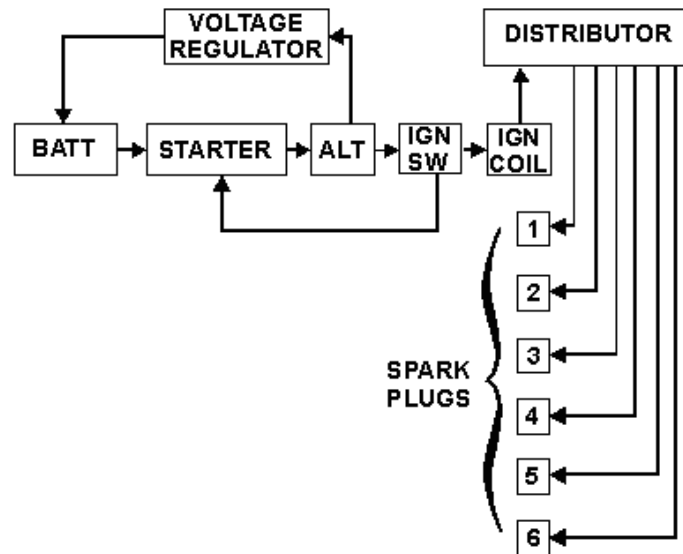 VOLTAGE
REGULATOR
DISTRIBUTOR
BATT
STARTER
ALT
IGN
SW
IGN
COIL
1
2
3
SPARK
PLUGS
4
5
6